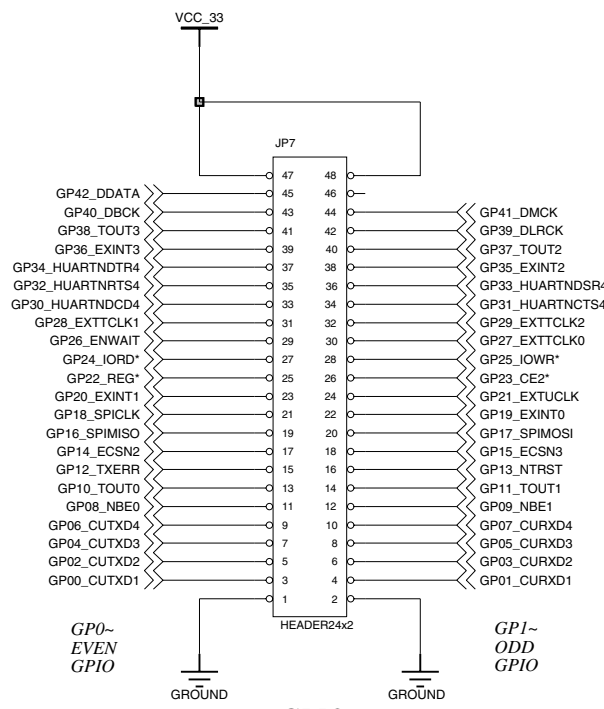 VCC_33
JP7
47 48
GP42_DDATA 45 46
GP40_DBCK 43 44 GP41_DMCK
GP38_TOUT3 41 42 GP39_DLRCK
GP36_EXINT3 39 40 GP37_TOUT2
GP34_HUARTNDTR4 37 38 GP35_EXINT2
GP32_HUARTNRTS4 35 36 GP33_HUARTNDSR4
GP30_HUARTNDCD4 33 34 GP31_HUARTNCTS4
GP28_EXTTCLK1 31 32 GP29_EXTTCLK2
GP26_ENWAIT 29 30 GP27_EXTTCLK0
GP24_IORD* 27 28 GP25_IOWR*
GP22_REG* 25 26 GP23_CE2*
GP20_EXINT1 23 24 GP21_EXTUCLK
GP18_SPICLK 21 22 GP19_EXINT0
GP16_SPIMISO 19 20 GP17_SPIMOSI
GP14_ECSN2 17 18 GP15_ECSN3
GP12_TXERR 15 16 GP13_NTRST
GP10_TOUT0 13 14 GP11_TOUT1
GP08_NBE0 11 12 GP09_NBE1
GP06_CUTXD4 9 10 GP07_CURXD4
GP04_CUTXD3 7 8 GP05_CURXD3
GP02_CUTXD2 5 6 GP03_CURXD2
GP00_CUTXD1 3 4 GP01_CURXD1
1 2
HEADER24x2
GP0~
EVEN
GPIO
GP1~
ODD
GPIO
GROUND
GROUND